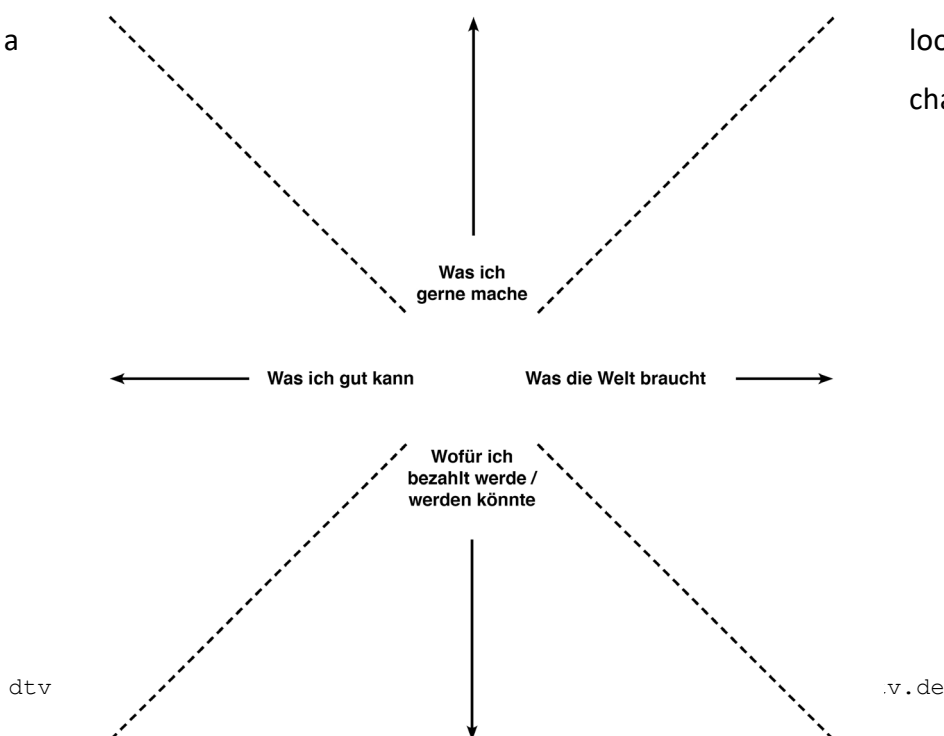 a
Was ich
gerne mache
Was ich gut kann
Was die Welt braucht
Wofür ich
bezahlt werde /
werden könnte
dtv
v.de